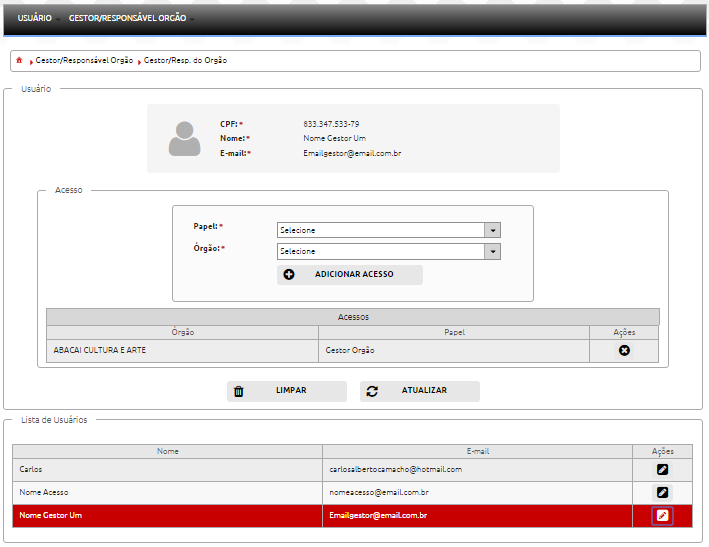 USUÁRIO GESTOR/RESPONSÁVEL ORGÃO
Gestor/Responsável Orgão Gestor/Resp. do Orgão
Usuário
CPF:* 833.347.533-79
Nome:* Nome Gestor Um
E-mail:* Emailgestor@email.com.br
Acesso
Papel:* Selecione
Órgão:* Selecione
ADICIONAR ACESSO
Acessos
Órgão Papel Ações
ABACAI CULTURA E ARTE Gestor Orgão
LIMPAR ATUALIZAR
Lista de Usuários
Nome E-mail Ações
Carlos carlosalbertocamacho@hotmail.com
Nome Acesso nomeacesso@email.com.br
Nome Gestor Um Emailgestor@email.com.br